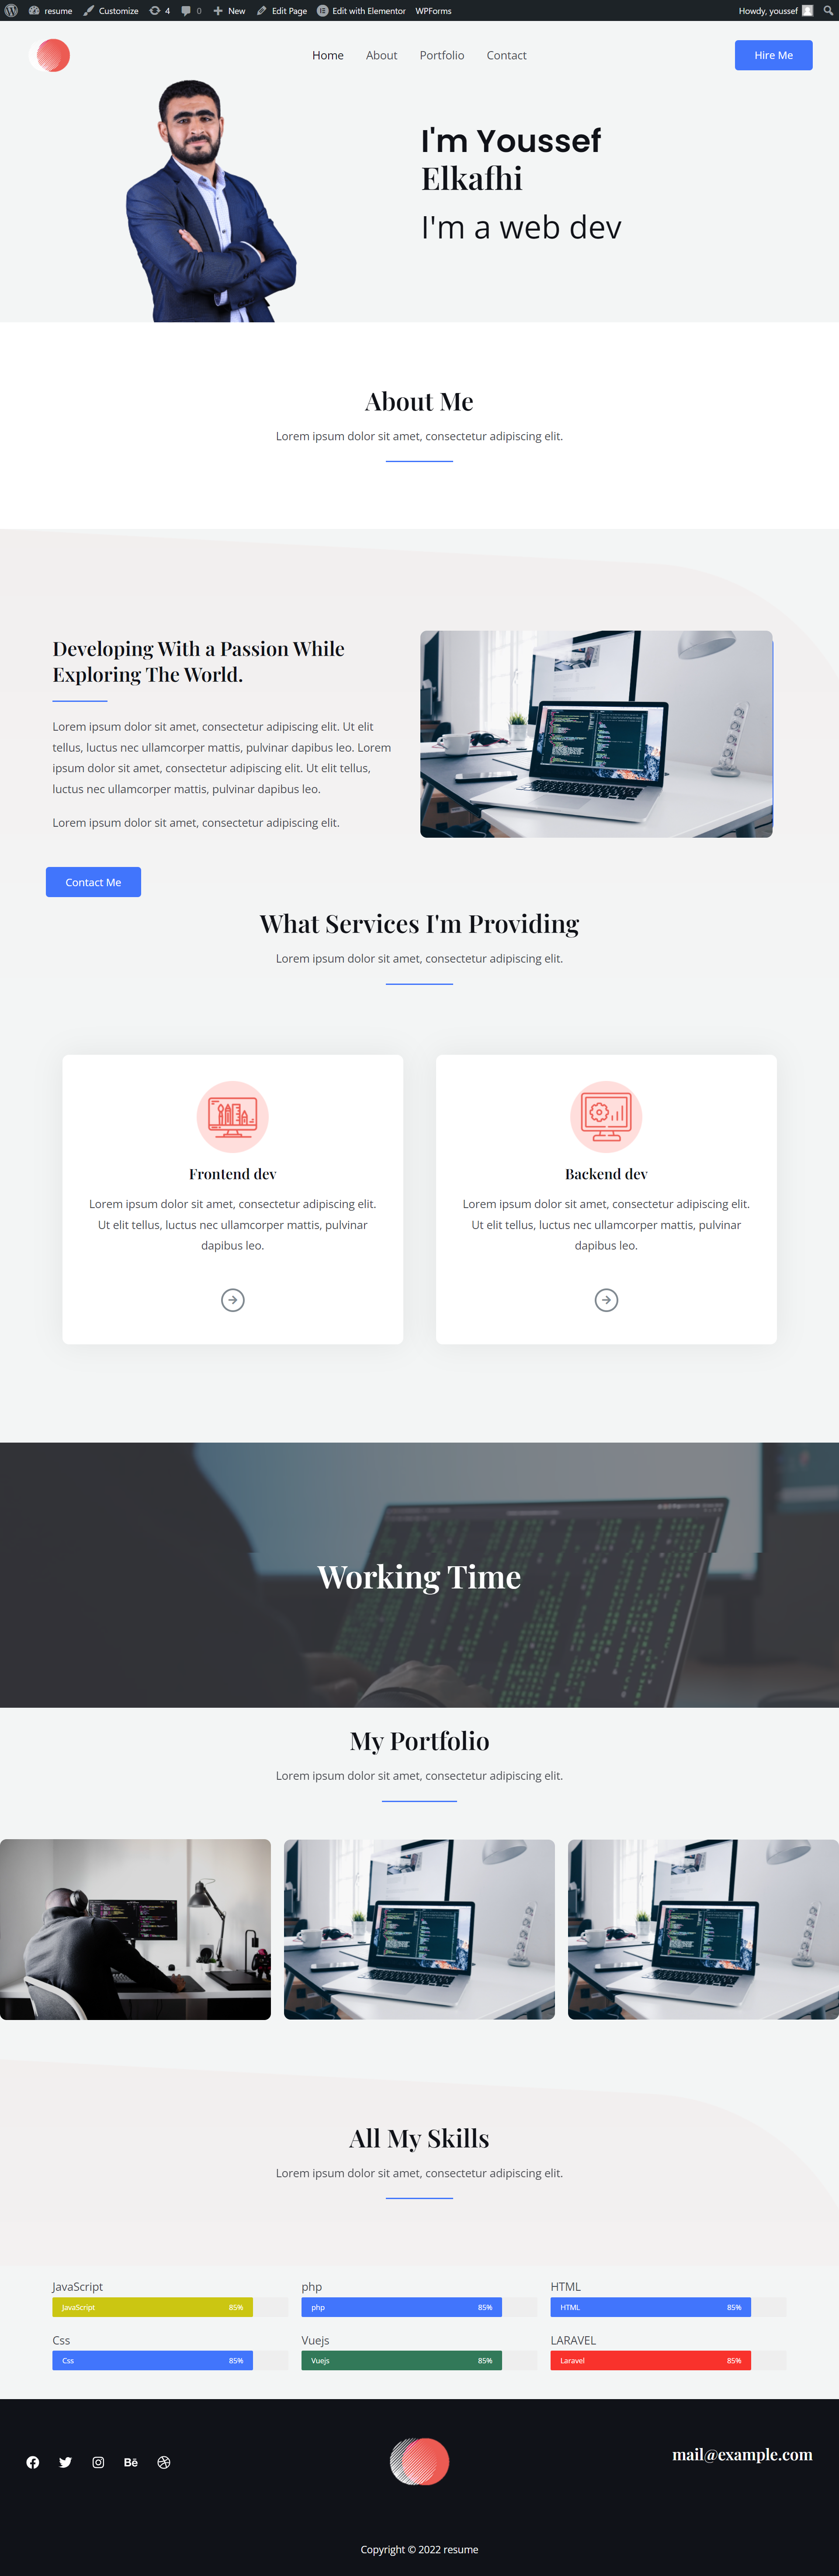 resume Customize 4 0 New Edit Page Edit with Elementor WPForms Howdy, youssef
Home About Portfolio Contact Hire Me
I'm Youssef
Elkafhi
I'm a web dev
About Me
Lorem ipsum dolor sit amet, consectetur adipiscing elit.
Developing With a Passion While
Exploring The World.
Lorem ipsum dolor sit amet, consectetur adipiscing elit. Ut elit
tellus, luctus nec ullamcorper mattis, pulvinar dapibus leo. Lorem
ipsum dolor sit amet, consectetur adipiscing elit. Ut elit tellus,
luctus nec ullamcorper mattis, pulvinar dapibus leo.
Lorem ipsum dolor sit amet, consectetur adipiscing elit.
Contact Me
What Services I'm Providing
Lorem ipsum dolor sit amet, consectetur adipiscing elit.
Frontend dev
Lorem ipsum dolor sit amet, consectetur adipiscing elit.
Ut elit tellus, luctus nec ullamcorper mattis, pulvinar
dapibus leo.
Backend dev
Lorem ipsum dolor sit amet, consectetur adipiscing elit.
Ut elit tellus, luctus nec ullamcorper mattis, pulvinar
dapibus leo.
Working Time
My Portfolio
Lorem ipsum dolor sit amet, consectetur adipiscing elit.
All My Skills
Lorem ipsum dolor sit amet, consectetur adipiscing elit.
JavaScript
JavaScript 85%
php
php 85%
HTML
HTML 85%
Css
Css 85%
Vuejs
Vuejs 85%
LARAVEL
Laravel 85%
Bē
mail@example.com
Copyright © 2022 resume